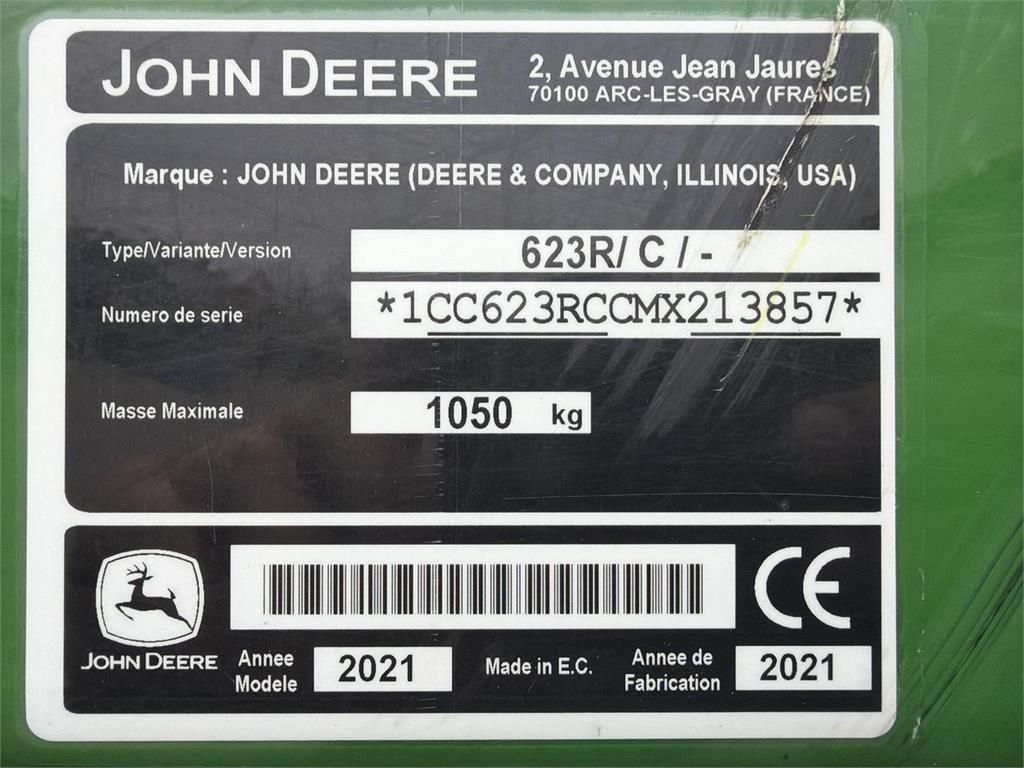 JOHN DEERE
2, Avenue Jean Jaures
70100 ARC-LES-GRAY (FRANCE)
Marque : JOHN DEERE (DEERE & COMPANY, ILLINOIS, USA)
Type/Variante/Version 623R/ C / -
Numero de serie *1CC623RCCMX213857*
Masse Maximale 1050 kg
CE
JOHN DEERE
Annee Modele 2021
Made in E.C.
Annee de Fabrication 2021